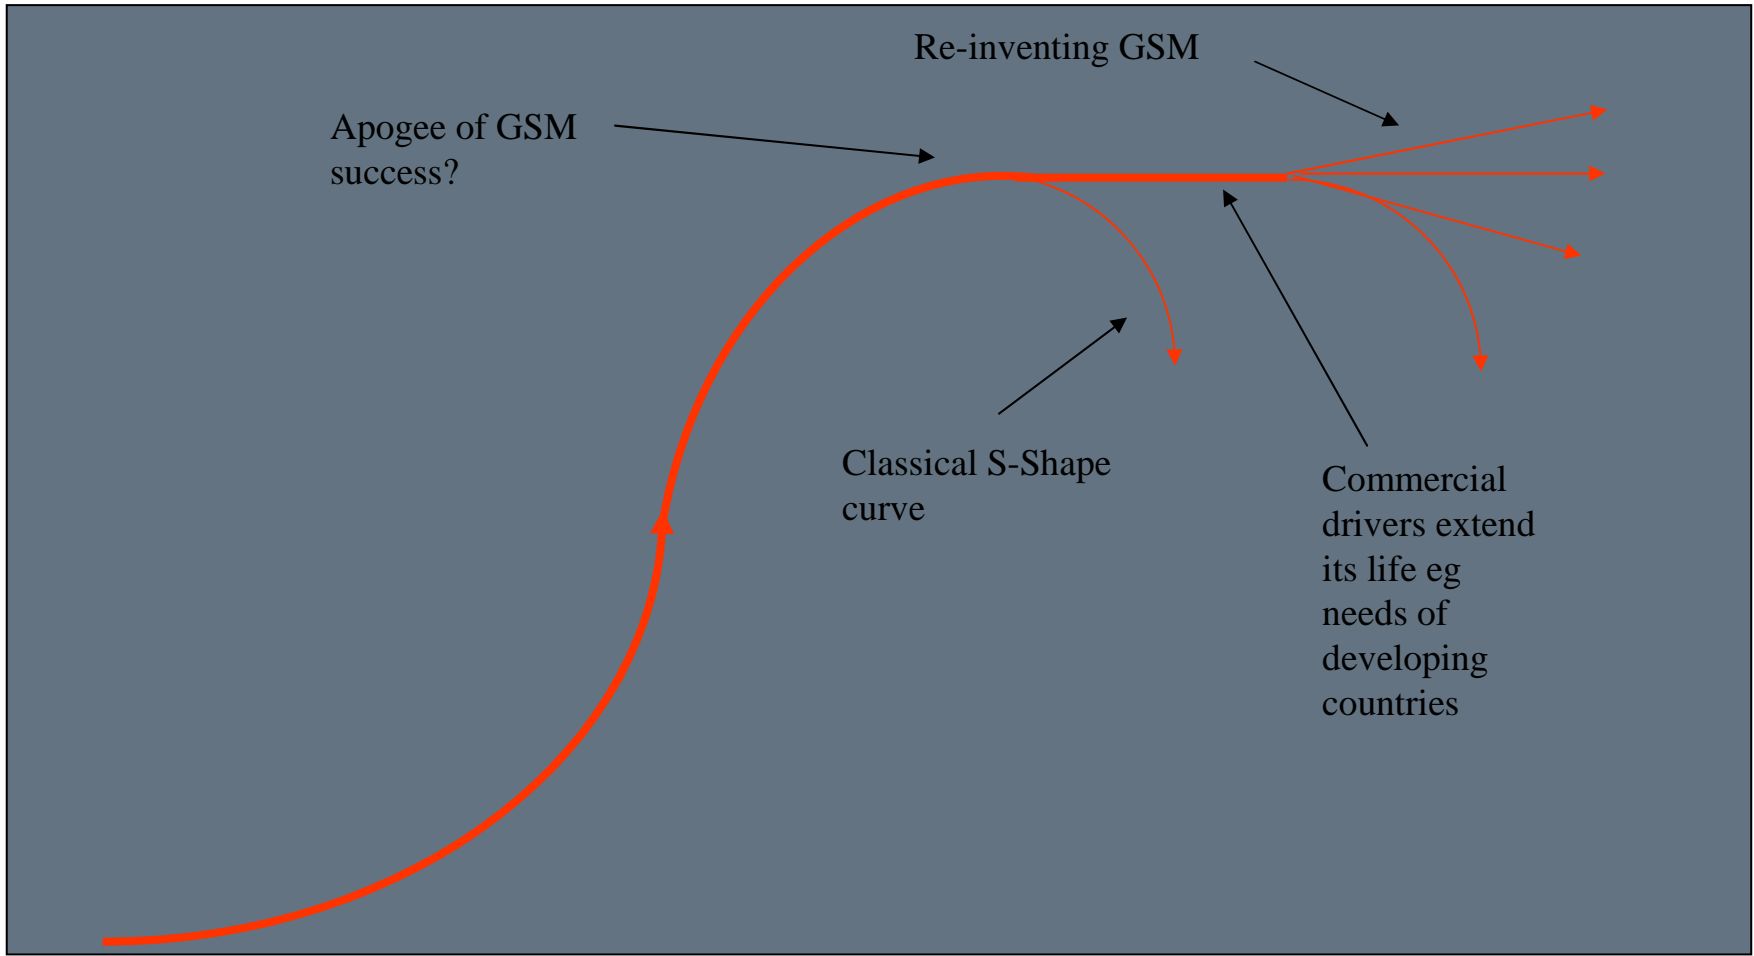 Re-inventing GSM
Apogee of GSM
success?
Classical S-Shape
curve
Commercial
drivers extend
its life eg
needs of
developing
countries